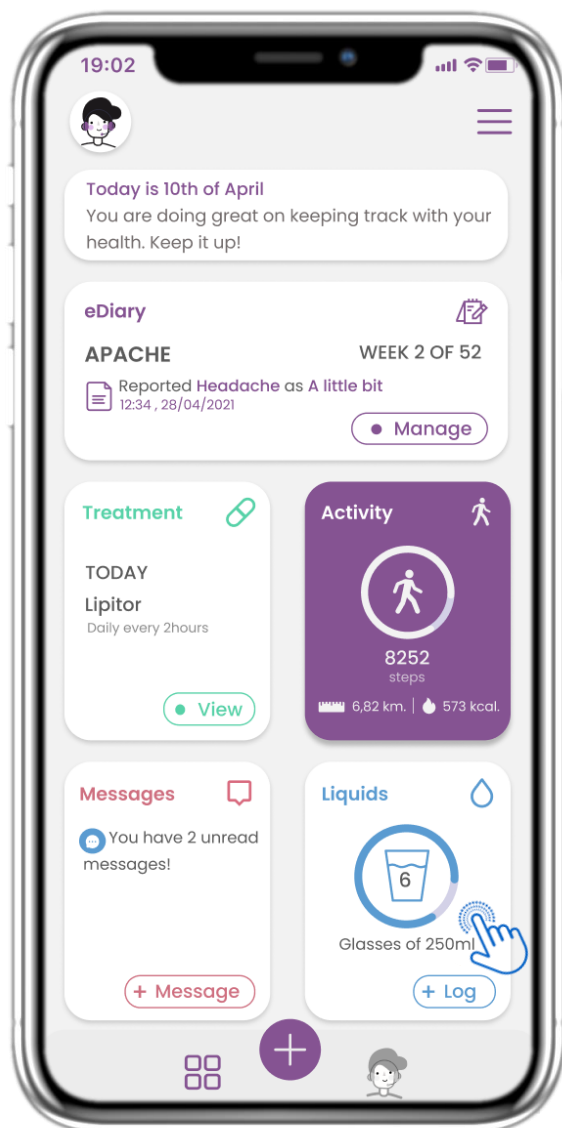 19:02
Today is 10th of April
You are doing great on keeping track with your
health. Keep it up!
eDiary
APACHE
WEEK 2 OF 52
Reported Headache as A little bit
12:34 , 28/04/2021
Manage
Treatment
TODAY
Lipitor
Daily every 2hours
View
Activity
8252
steps
6,82 km.
573 kcal.
Messages
You have 2 unread
messages!
+ Message
Liquids
6
Glasses of 250ml
+ Log